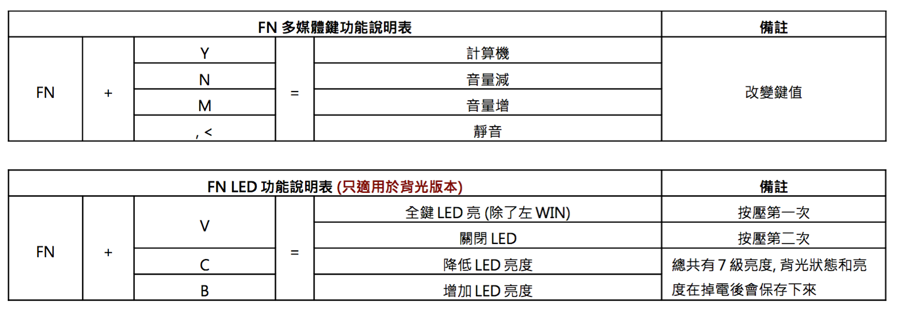 FN 多媒體鍵功能說明表 備註
FN + Y = 計算機 改變鍵值
N 音量減
M 音量增
, < 靜音
FN LED 功能說明表 (只適用於背光版本) 備註
FN + V = 全鍵 LED 亮 (除了左 WIN) 按壓第一次
關閉 LED 按壓第二次
C 降低 LED 亮度 總共有 7 級亮度, 背光狀態和亮
B 增加 LED 亮度 度在掉電後會保存下來